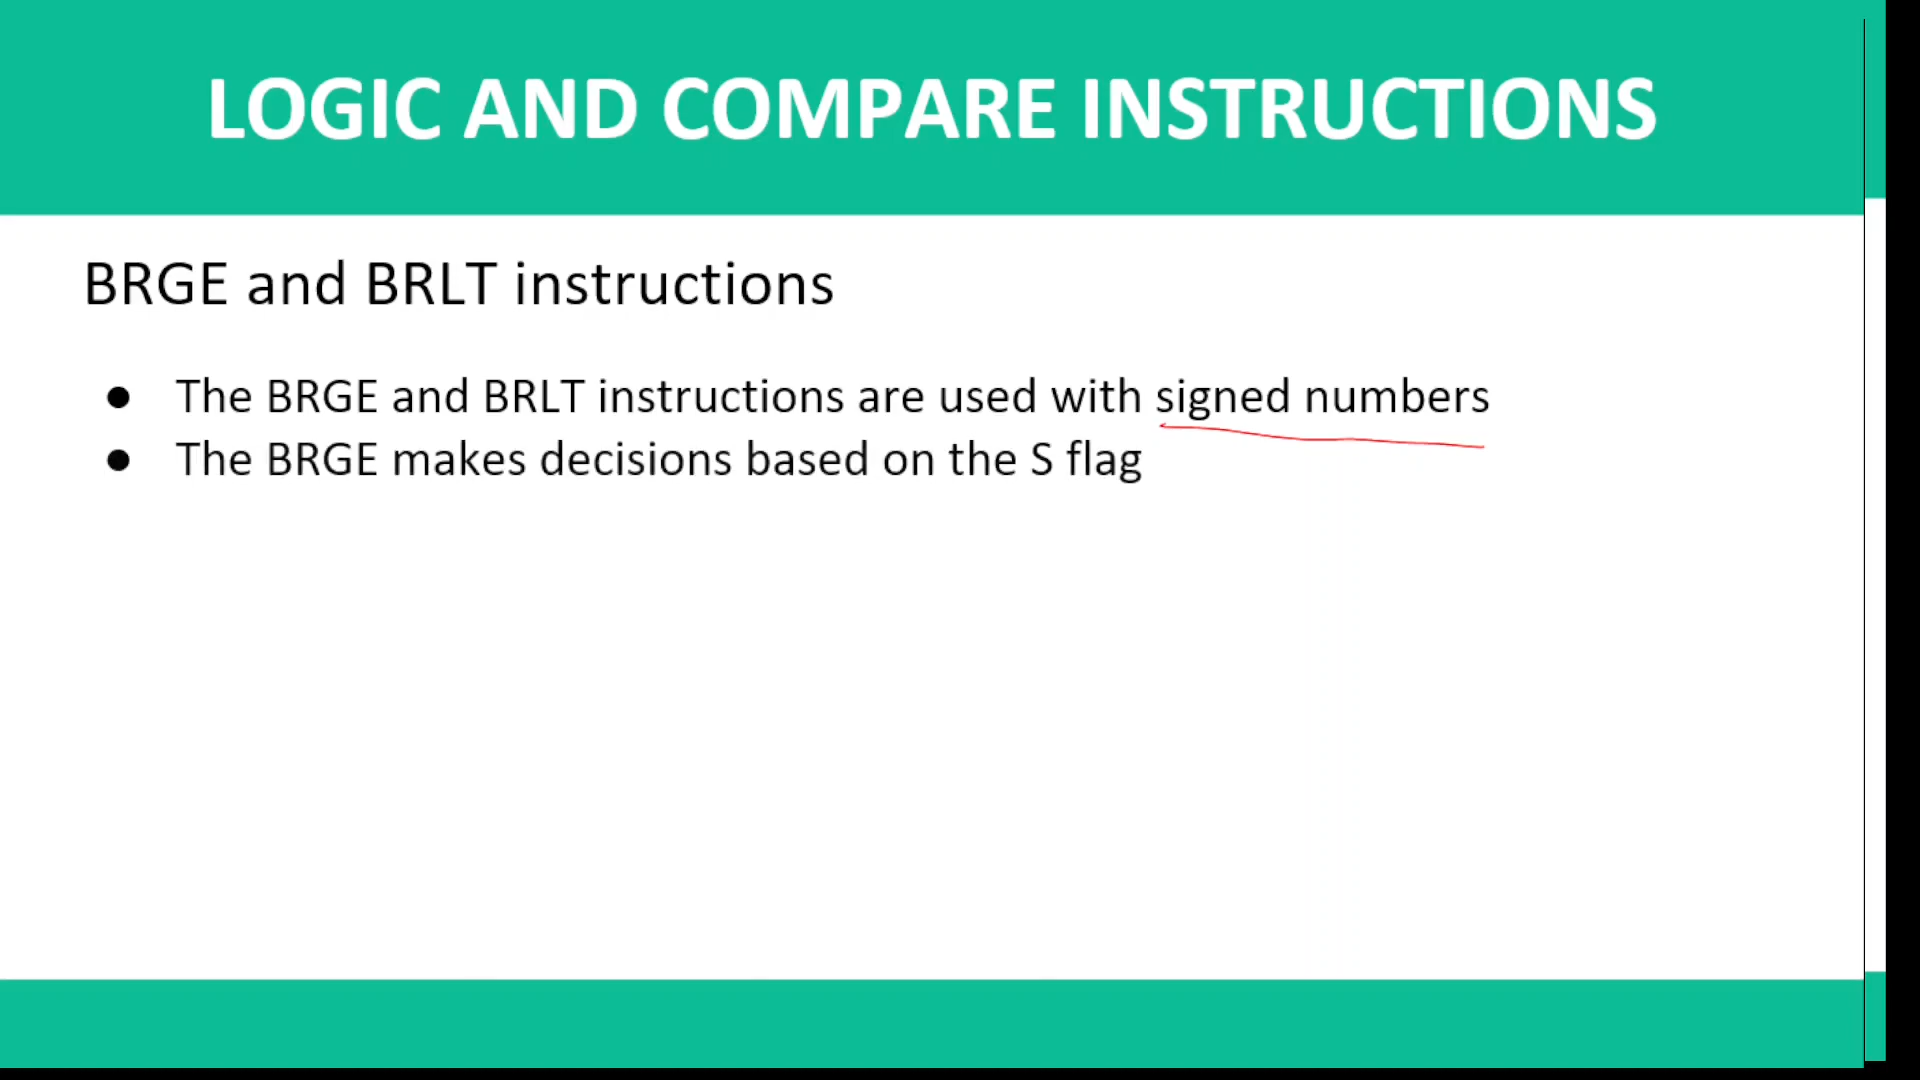 LOGIC AND COMPARE INSTRUCTIONS
BRGE and BRLT instructions
● The BRGE and BRLT instructions are used with signed numbers
● The BRGE makes decisions based on the S flag